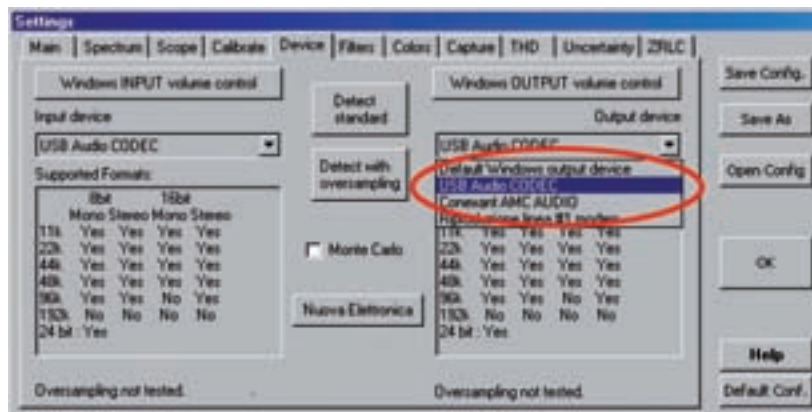 Settings
Main Spectrum Scope Calibrate Device Filters Colors Capture THD Uncertainty ZRLC
Windows INPUT volume control
Input device
USB Audio CODEC
Supported Formats
8bit 16bit
Mono Stereo Mono Stereo
11k Yes Yes Yes Yes
22k Yes Yes Yes Yes
44k Yes Yes Yes Yes
48k Yes Yes Yes Yes
96k Yes Yes No Yes
192k No No No No
24 bit : Yes
Oversampling not tested.
Detect standard
Detect with oversampling
Monte Carlo
Nuova Elettronica
Windows OUTPUT volume control
Output device
USB Audio CODEC
Default Windows output device
USB Audio CODEC
Conexant AMC AUDIO
linea #1 modem
11k Yes Yes Yes Yes
22k Yes Yes Yes Yes
44k Yes Yes Yes Yes
48k Yes Yes Yes Yes
96k Yes Yes No Yes
192k No No No No
24 bit : Yes
Oversampling not tested.
Save Config.
Save As
Open Config
OK
Help
Default Conf.